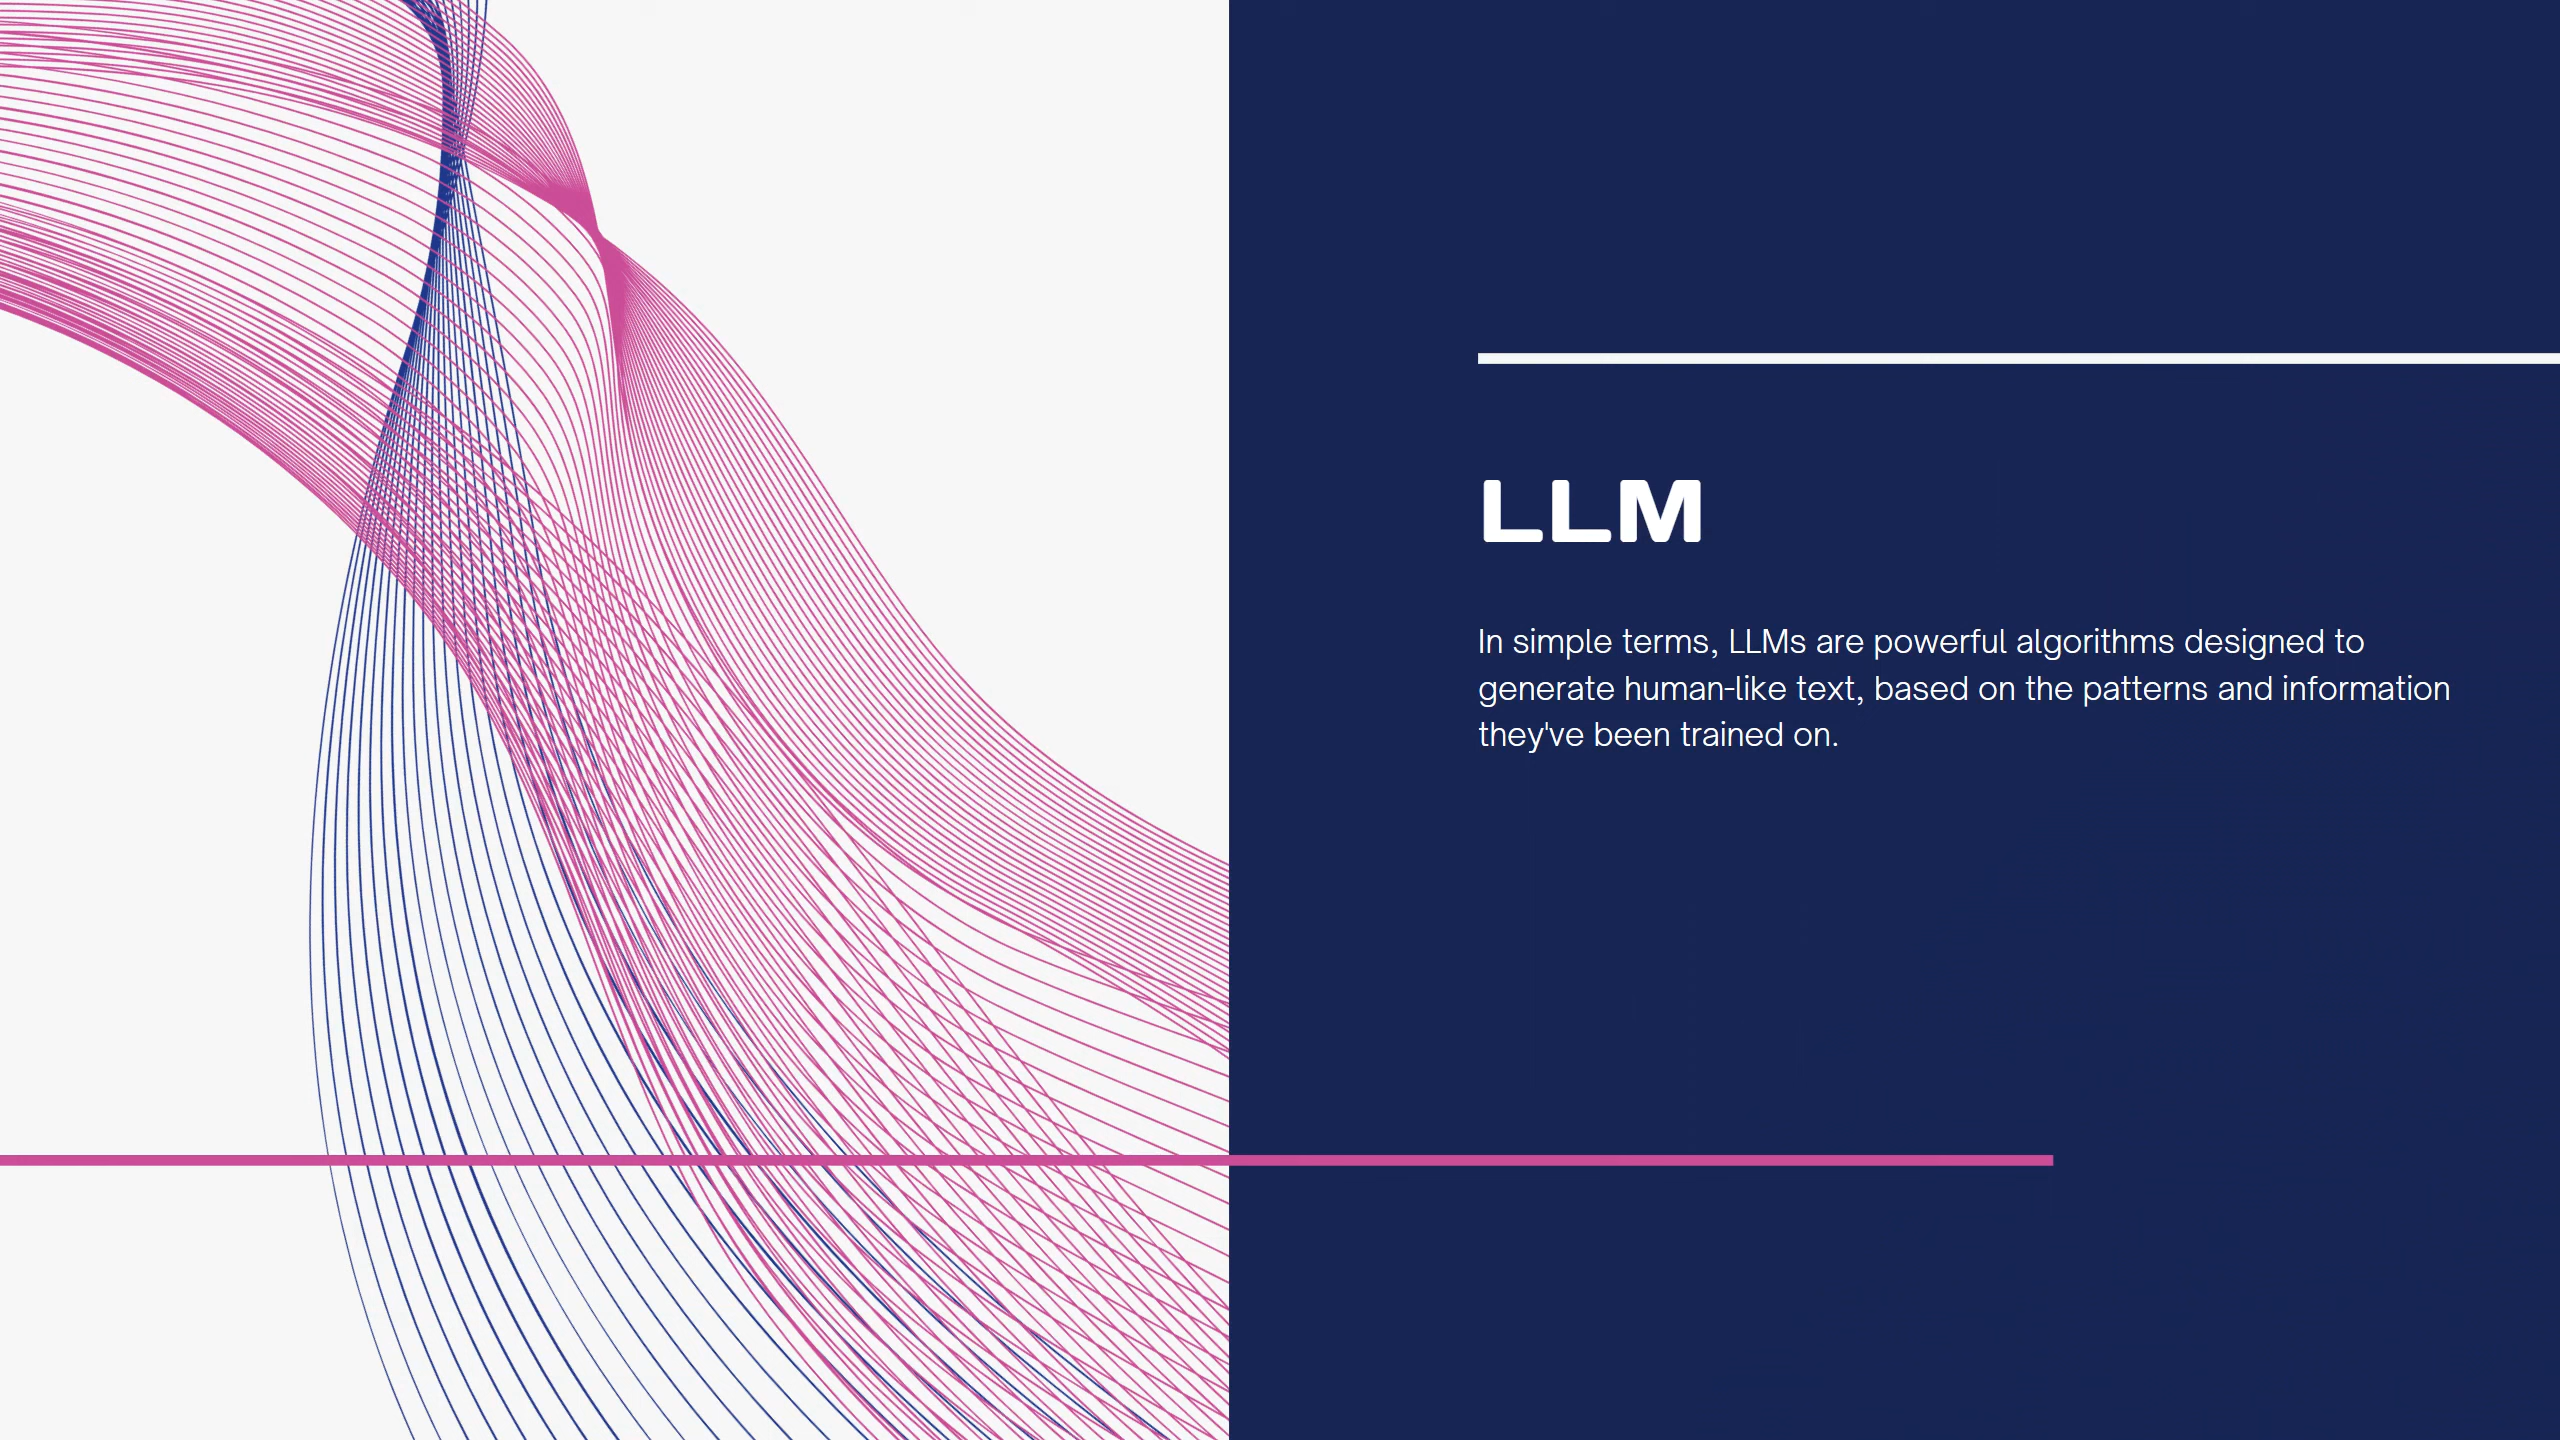 LLM
In simple terms, LLMs are powerful algorithms designed to
generate human-like text, based on the patterns and information
they've been trained on.